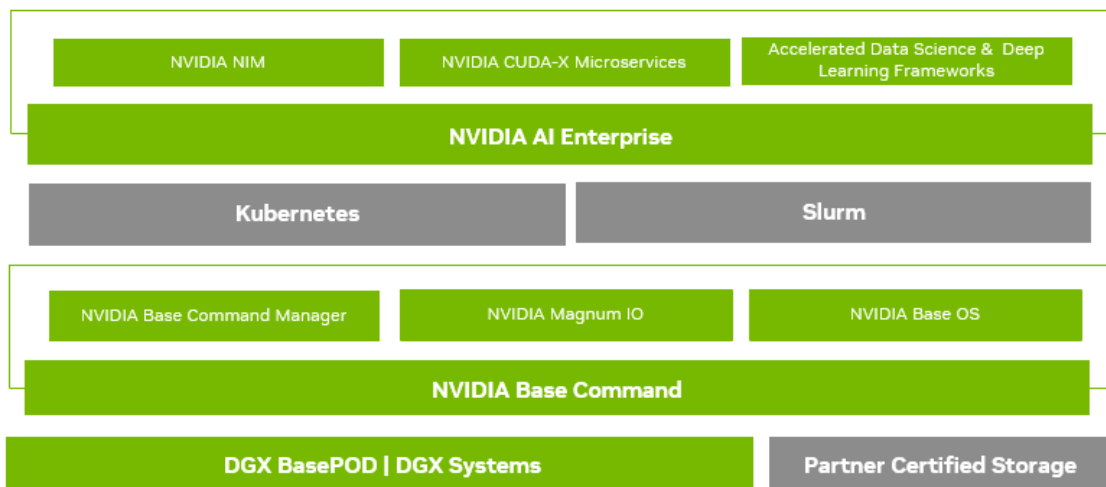 NVIDIA NIM
NVIDIA CUDA-X Microservices
Accelerated Data Science & Deep
Learning Frameworks
NVIDIA AI Enterprise
Kubernetes
Slurm
NVIDIA Base Command Manager
NVIDIA Magnum IO
NVIDIA Base OS
NVIDIA Base Command
DGX BasePOD | DGX Systems
Partner Certified Storage